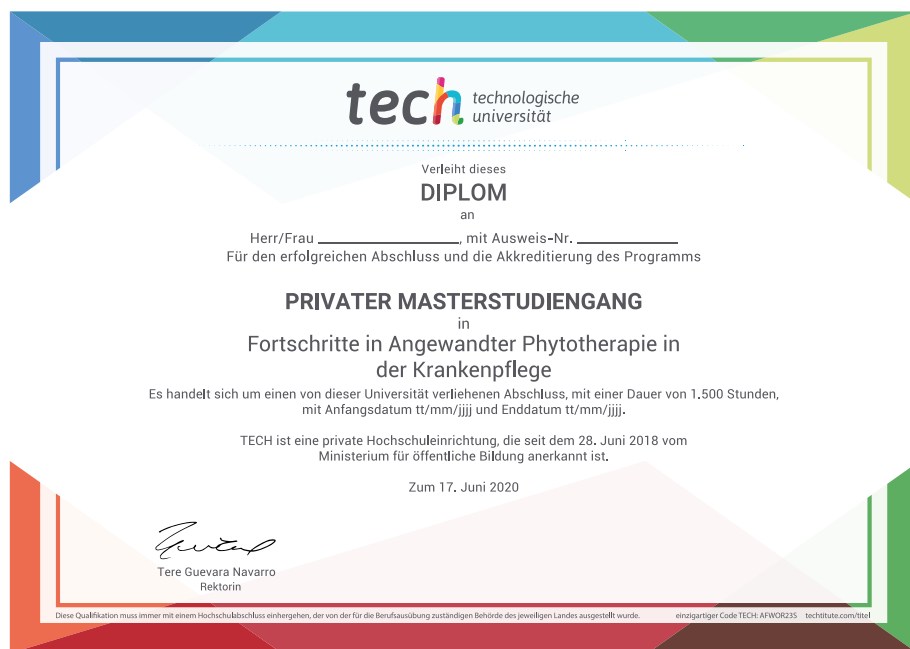 tech technologische
universität
Verleiht dieses
DIPLOM
an
Herr/Frau ____________________, mit Ausweis-Nr. ______________
Für den erfolgreichen Abschluss und die Akkreditierung des Programms
PRIVATER MASTERSTUDIENGANG
in
Fortschritte in Angewandter Phytotherapie in
der Krankenpflege
Es handelt sich um einen von dieser Universität verliehenen Abschluss, mit einer Dauer von 1.500 Stunden,
mit Anfangsdatum tt/mm/jjjj und Enddatum tt/mm/jjjj.
TECH ist eine private Hochschuleinrichtung, die seit dem 28. Juni 2018 vom
Ministerium für öffentliche Bildung anerkannt ist.
Zum 17. Juni 2020
Tere Guevara Navarro
Rektorin
Diese Qualifikation muss immer mit einem Hochschulabschluss einhergehen, der von der für die Berufsausübung zuständigen Behörde des jeweiligen Landes ausgestellt wurde. einzigartiger Code TECH: AFWOR23S techtitute.com/titel